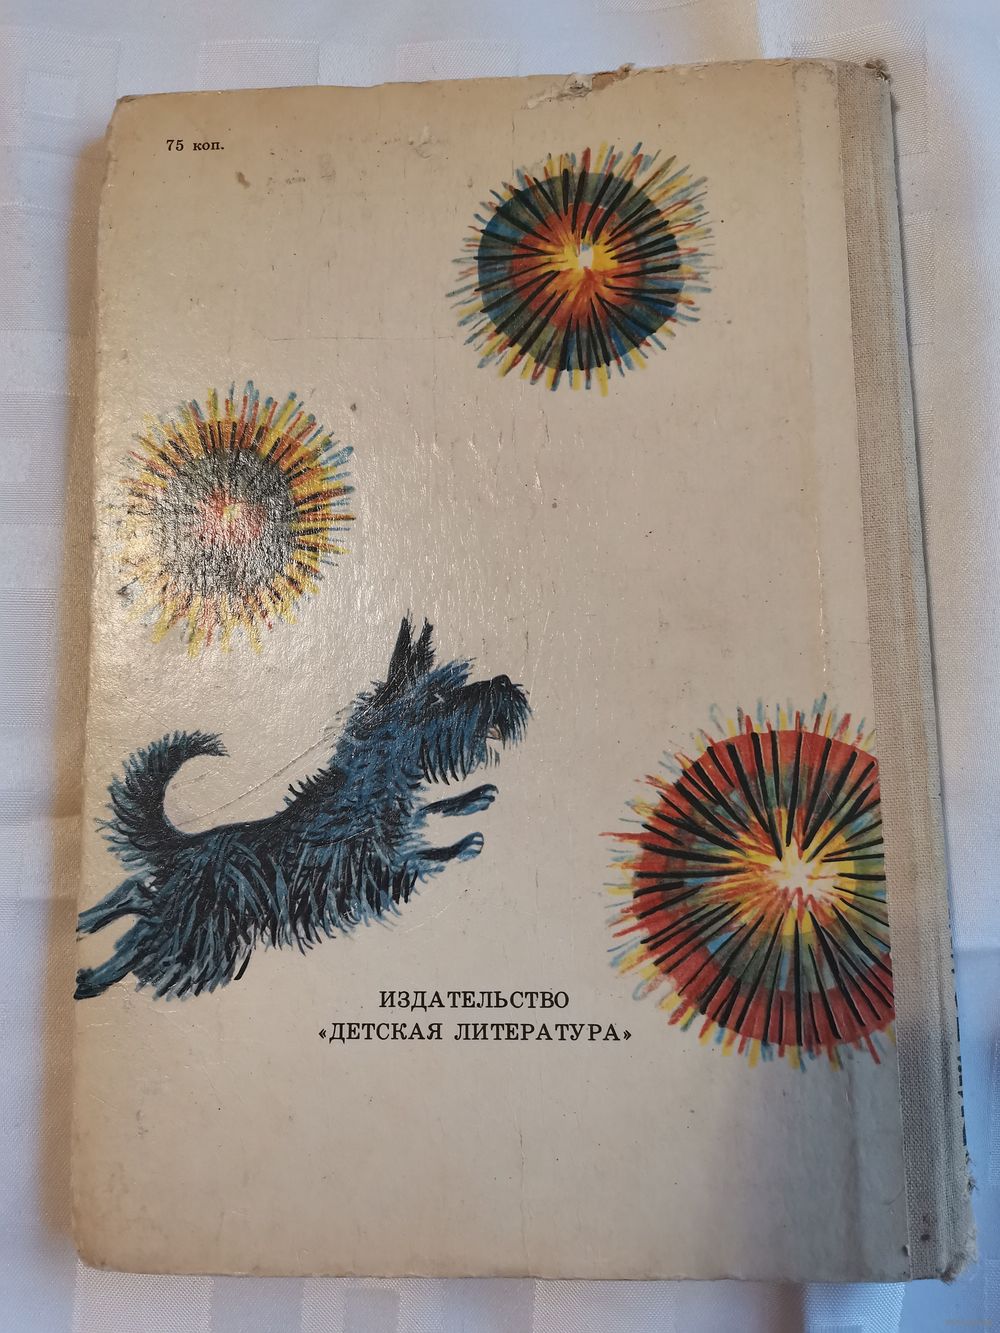 75 коп.
ИЗДАТЕЛЬСТВО
«ДЕТСКАЯ ЛИТЕРАТУРА»